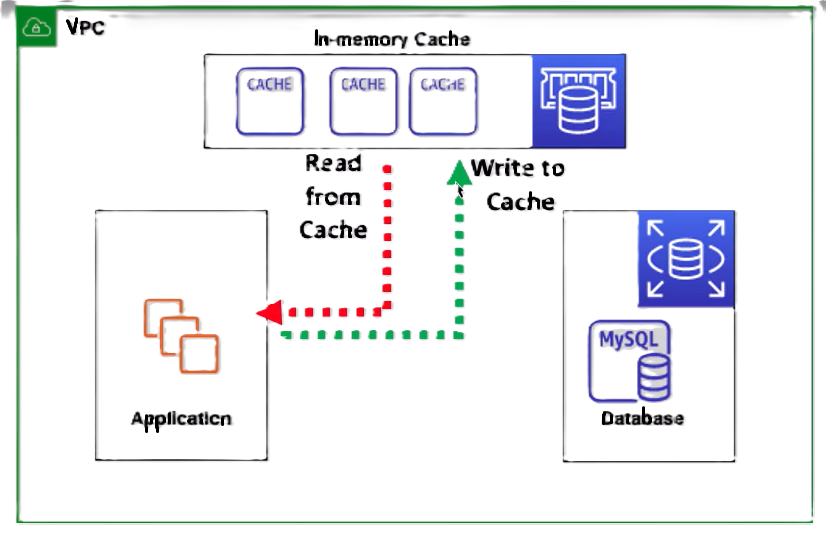 VPC
In-memory Cache
CACHE CACHE CACHE
Read
from
Cache
Write to
Cache
MySQL
Application
Database